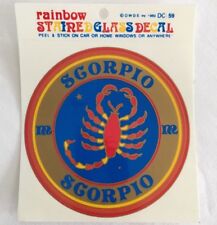 rainbow
STAINED GLASS DECAL
PEEL & STICK ON CAR OR HOME WINDOWS OR ANYWHERE
DC 59
SCORPIO
♏ ♏
SCORPIO